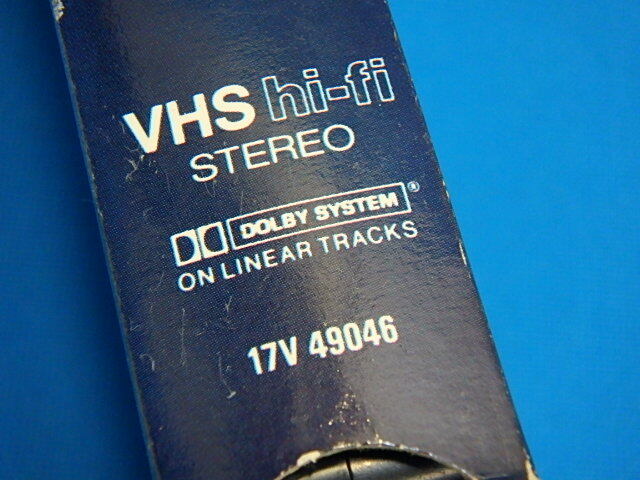 VHS hi-fi
STEREO
DOLBY SYSTEM®
ON LINEAR TRACKS
17V 49046